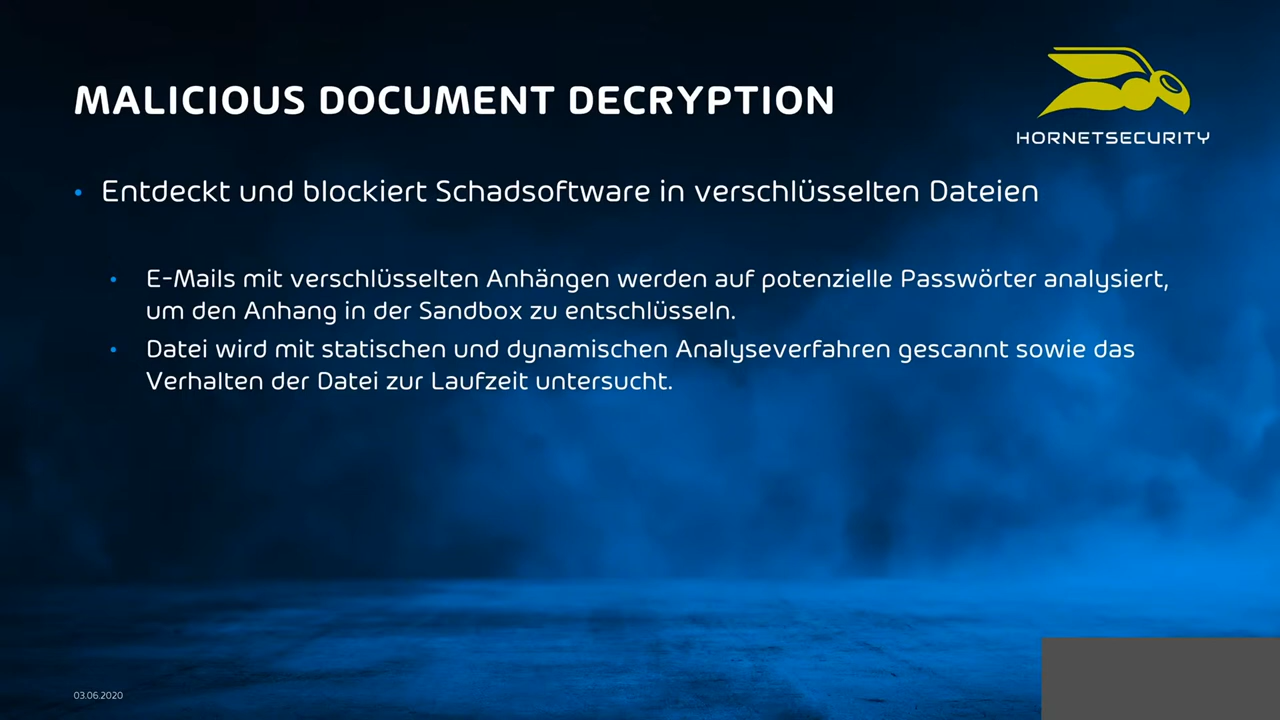 MALICIOUS DOCUMENT DECRYPTION
HORNETSECURITY
• Entdeckt und blockiert Schadsoftware in verschlüsselten Dateien
• E-Mails mit verschlüsselten Anhängen werden auf potenzielle Passwörter analysiert,
um den Anhang in der Sandbox zu entschlüsseln.
• Datei wird mit statischen und dynamischen Analyseverfahren gescannt sowie das
Verhalten der Datei zur Laufzeit untersucht.
03.06.2020